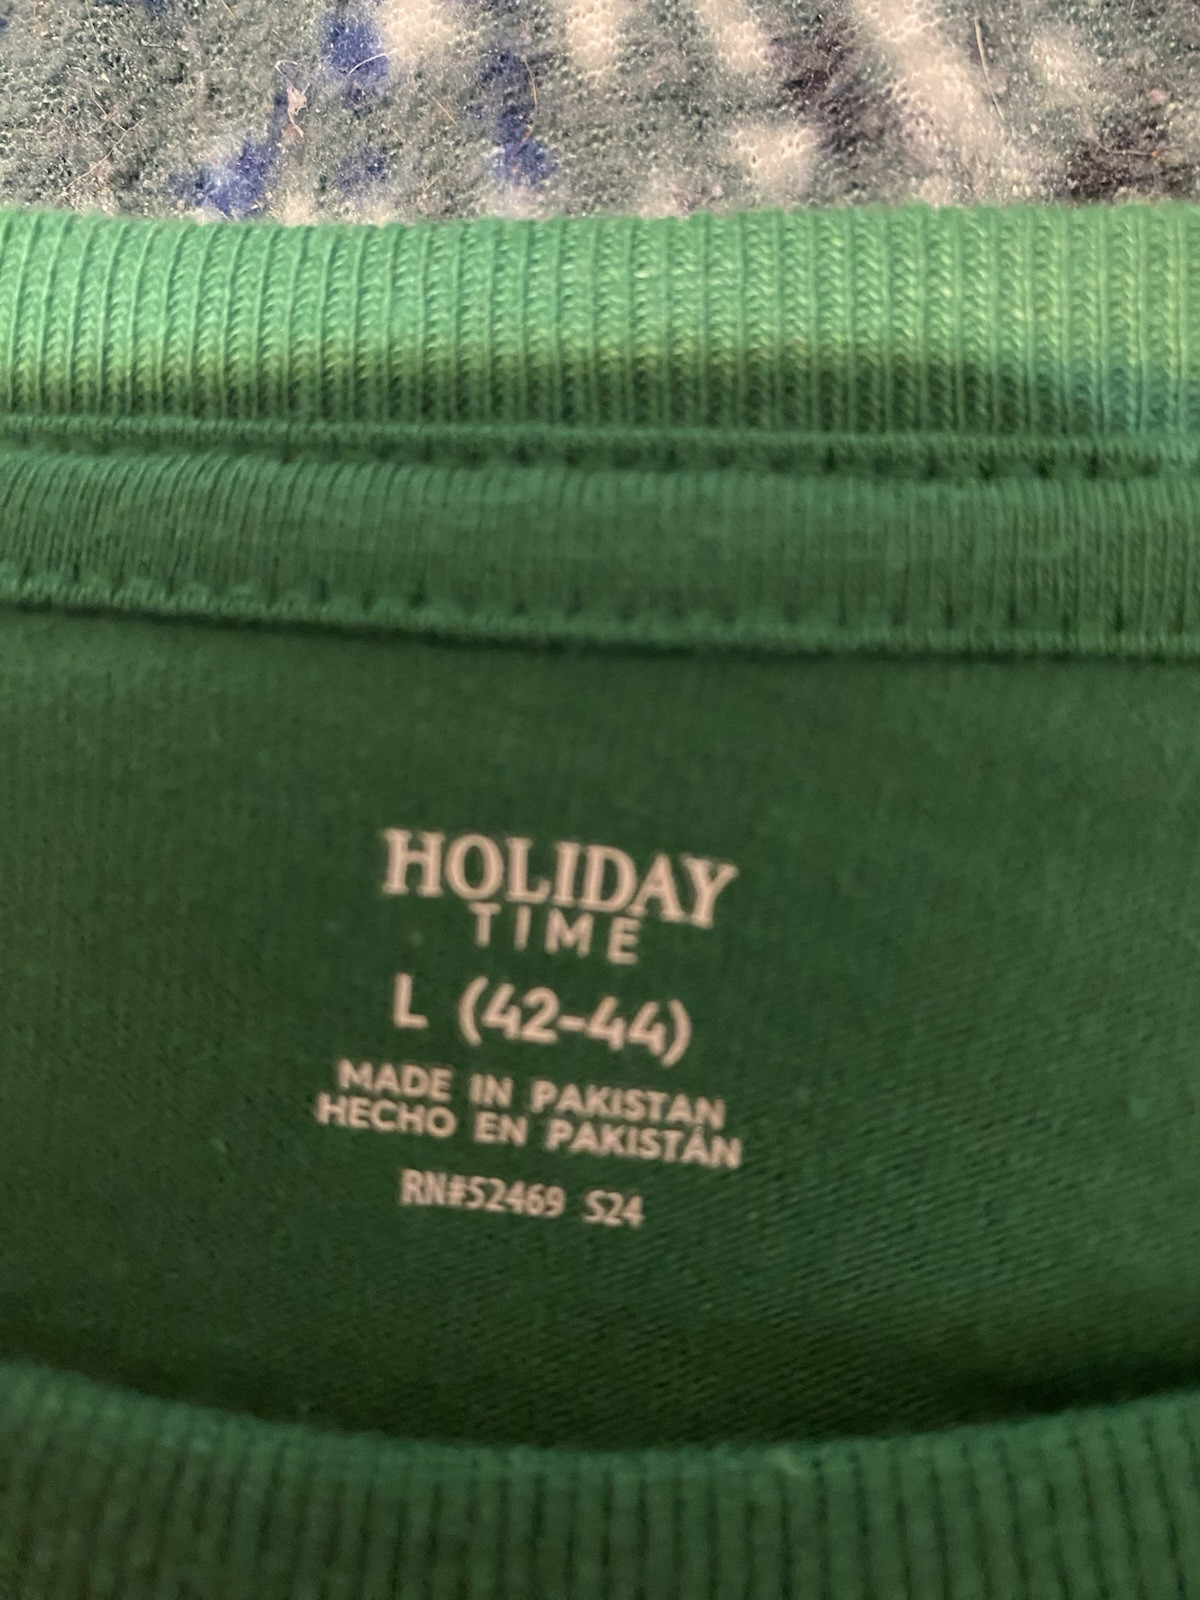 HOLIDAY
TIME
L (42-44)
MADE IN PAKISTAN
HECHO EN PAKISTÁN
RN#52469 S24